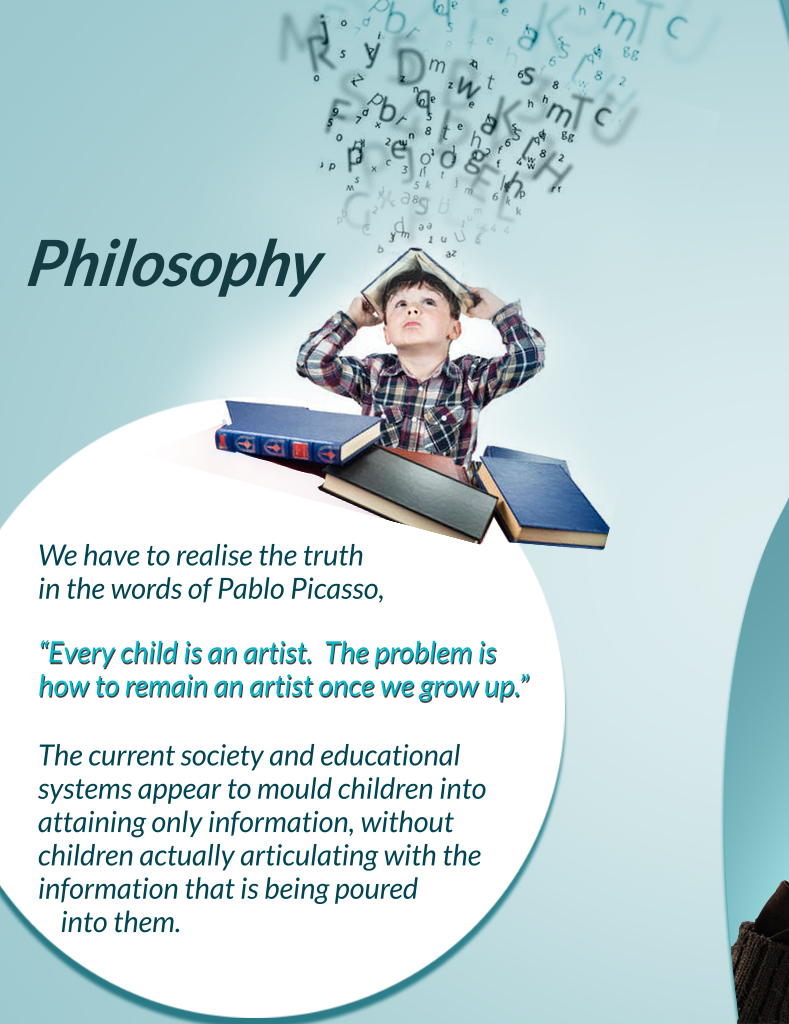 Philosophy
We have to realise the truth
in the words of Pablo Picasso,
“Every child is an artist.  The problem is
how to remain an artist once we grow up.”
The current society and educational
systems appear to mould children into
attaining only information, without
children actually articulating with the
information that is being poured
into them.